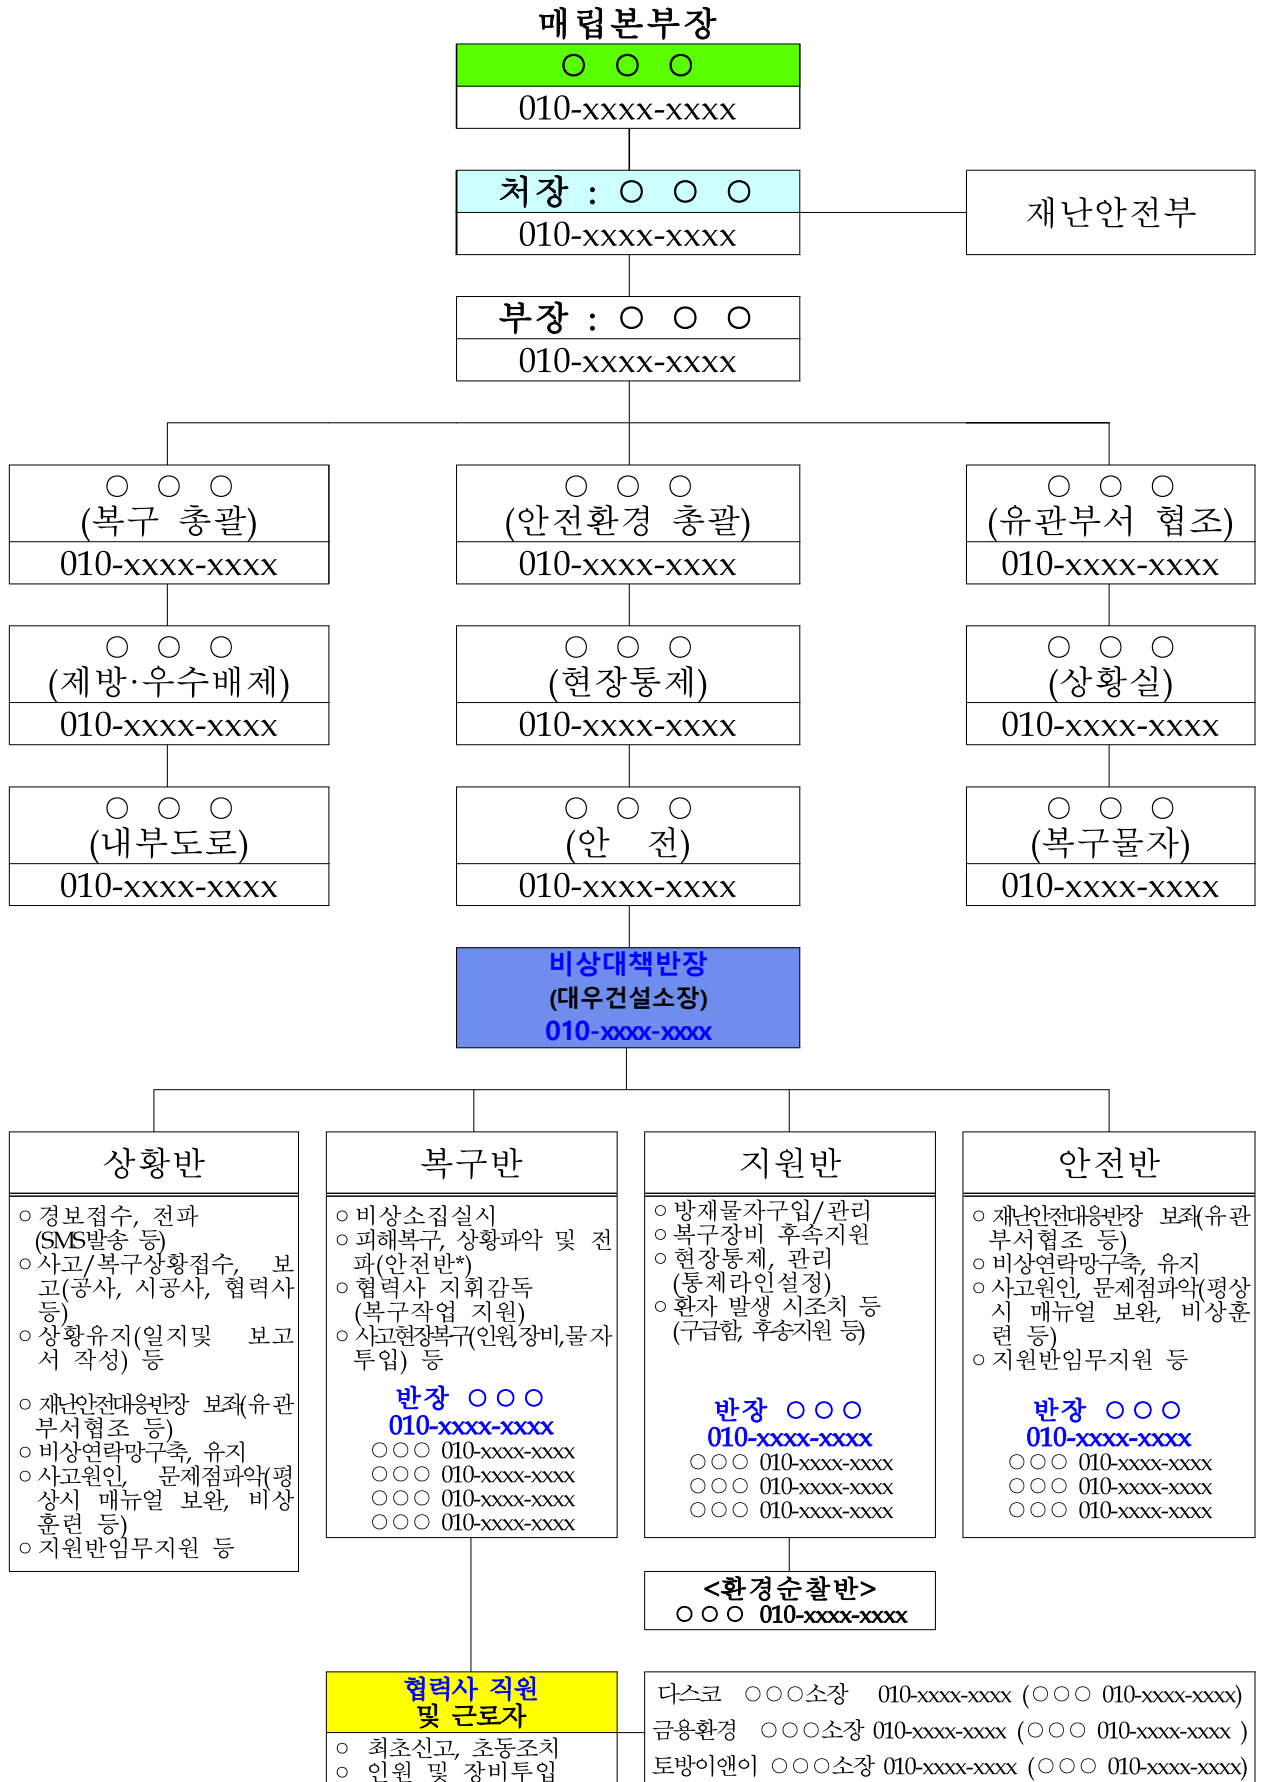 매립본부장
○ ○ ○
010-xxxx-xxxx
처장 : ○ ○ ○
010-xxxx-xxxx
재난안전부
부장 : ○ ○ ○
010-xxxx-xxxx
○ ○ ○
(복구 총괄)
010-xxxx-xxxx
○ ○ ○
(안전환경 총괄)
010-xxxx-xxxx
○ ○ ○
(유관부서 협조)
010-xxxx-xxxx
○ ○ ○
(제방·우수배제)
010-xxxx-xxxx
○ ○ ○
(현장통제)
010-xxxx-xxxx
○ ○ ○
(상황실)
010-xxxx-xxxx
○ ○ ○
(내부도로)
010-xxxx-xxxx
○ ○ ○
(안 전)
010-xxxx-xxxx
○ ○ ○
(복구물자)
010-xxxx-xxxx
비상대책반장
(대우건설소장)
010-xxxx-xxxx
상황반
○ 경보접수, 전파
(SMS발송 등)
○ 사고/복구상황접수, 보
고(공사, 시공사, 협력사
등)
○ 상황유지(일지및 보고
서 작성) 등
○ 재난안전대응반장 보좌(유관
부서협조 등)
○ 비상연락망구축, 유지
○ 사고원인, 문제점파악(평
상시 매뉴얼 보완, 비상
훈련 등)
○ 지원반임무지원 등
복구반
○ 비상소집실시
○ 피해복구, 상황파악 및 전
파(안전반*)
○ 협력사 지휘감독
(복구작업 지원)
○ 사고현장복구(인원,장비,물자
투입) 등
반장 ○○○
010-xxxx-xxxx
○○○ 010-xxxx-xxxx
○○○ 010-xxxx-xxxx
○○○ 010-xxxx-xxxx
○○○ 010-xxxx-xxxx
지원반
○ 방재물자구입/관리
○ 복구장비 후속지원
○ 현장통제, 관리
(통제라인설정)
○ 환자 발생 시조치 등
(구급함, 후송지원 등)
반장 ○○○
010-xxxx-xxxx
○○○ 010-xxxx-xxxx
○○○ 010-xxxx-xxxx
○○○ 010-xxxx-xxxx
안전반
○ 재난안전대응반장 보좌(유관
부서협조 등)
○ 비상연락망구축, 유지
○ 사고원인, 문제점파악(평상
시 매뉴얼 보완, 비상훈
련 등)
○ 지원반임무지원 등
반장 ○○○
010-xxxx-xxxx
○○○ 010-xxxx-xxxx
○○○ 010-xxxx-xxxx
○○○ 010-xxxx-xxxx
<환경순찰반>
○○○ 010-xxxx-xxxx
협력사 직원
및 근로자
○ 최초신고, 초동조치
○ 인원 및 장비투입
다스코 ○○○소장 010-xxxx-xxxx (○○○ 010-xxxx-xxxx)
금용환경 ○○○소장 010-xxxx-xxxx (○○○ 010-xxxx-xxxx )
토방이앤이 ○○○소장 010-xxxx-xxxx (○○○ 010-xxxx-xxxx)